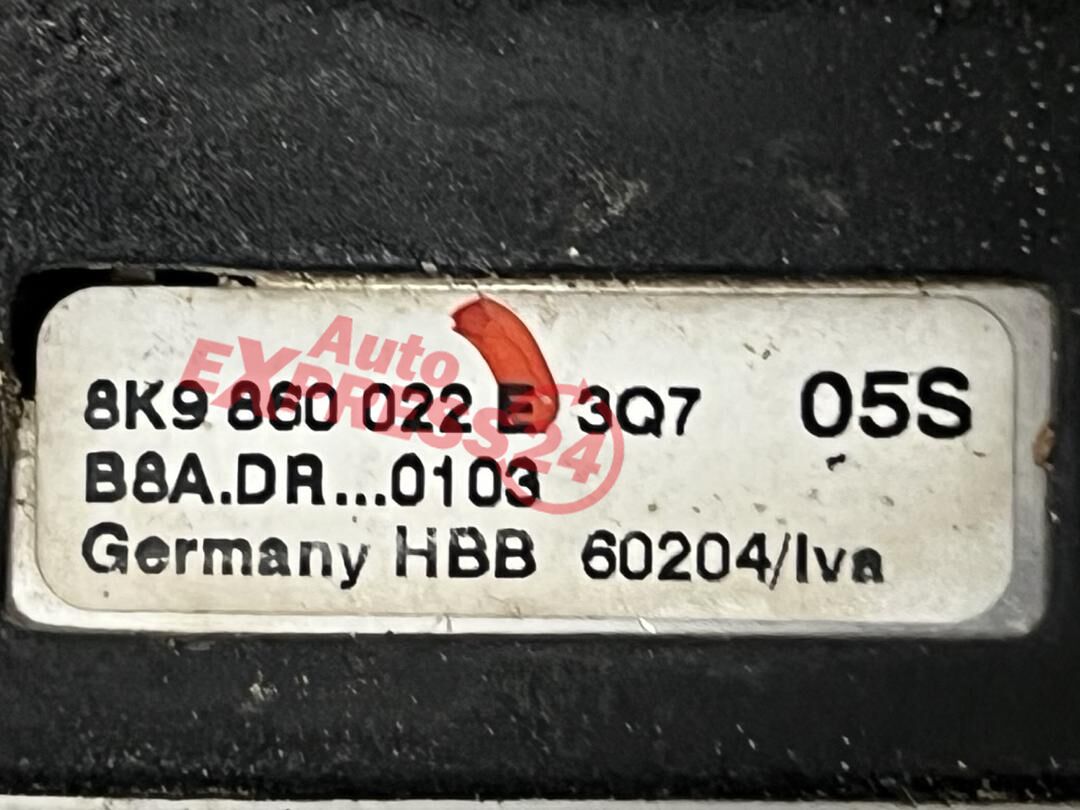 Auto
EXPRESS24
8K9 860 022 E 3Q7 05S
B8A.DR...0103
Germany HBB 60204/Iva